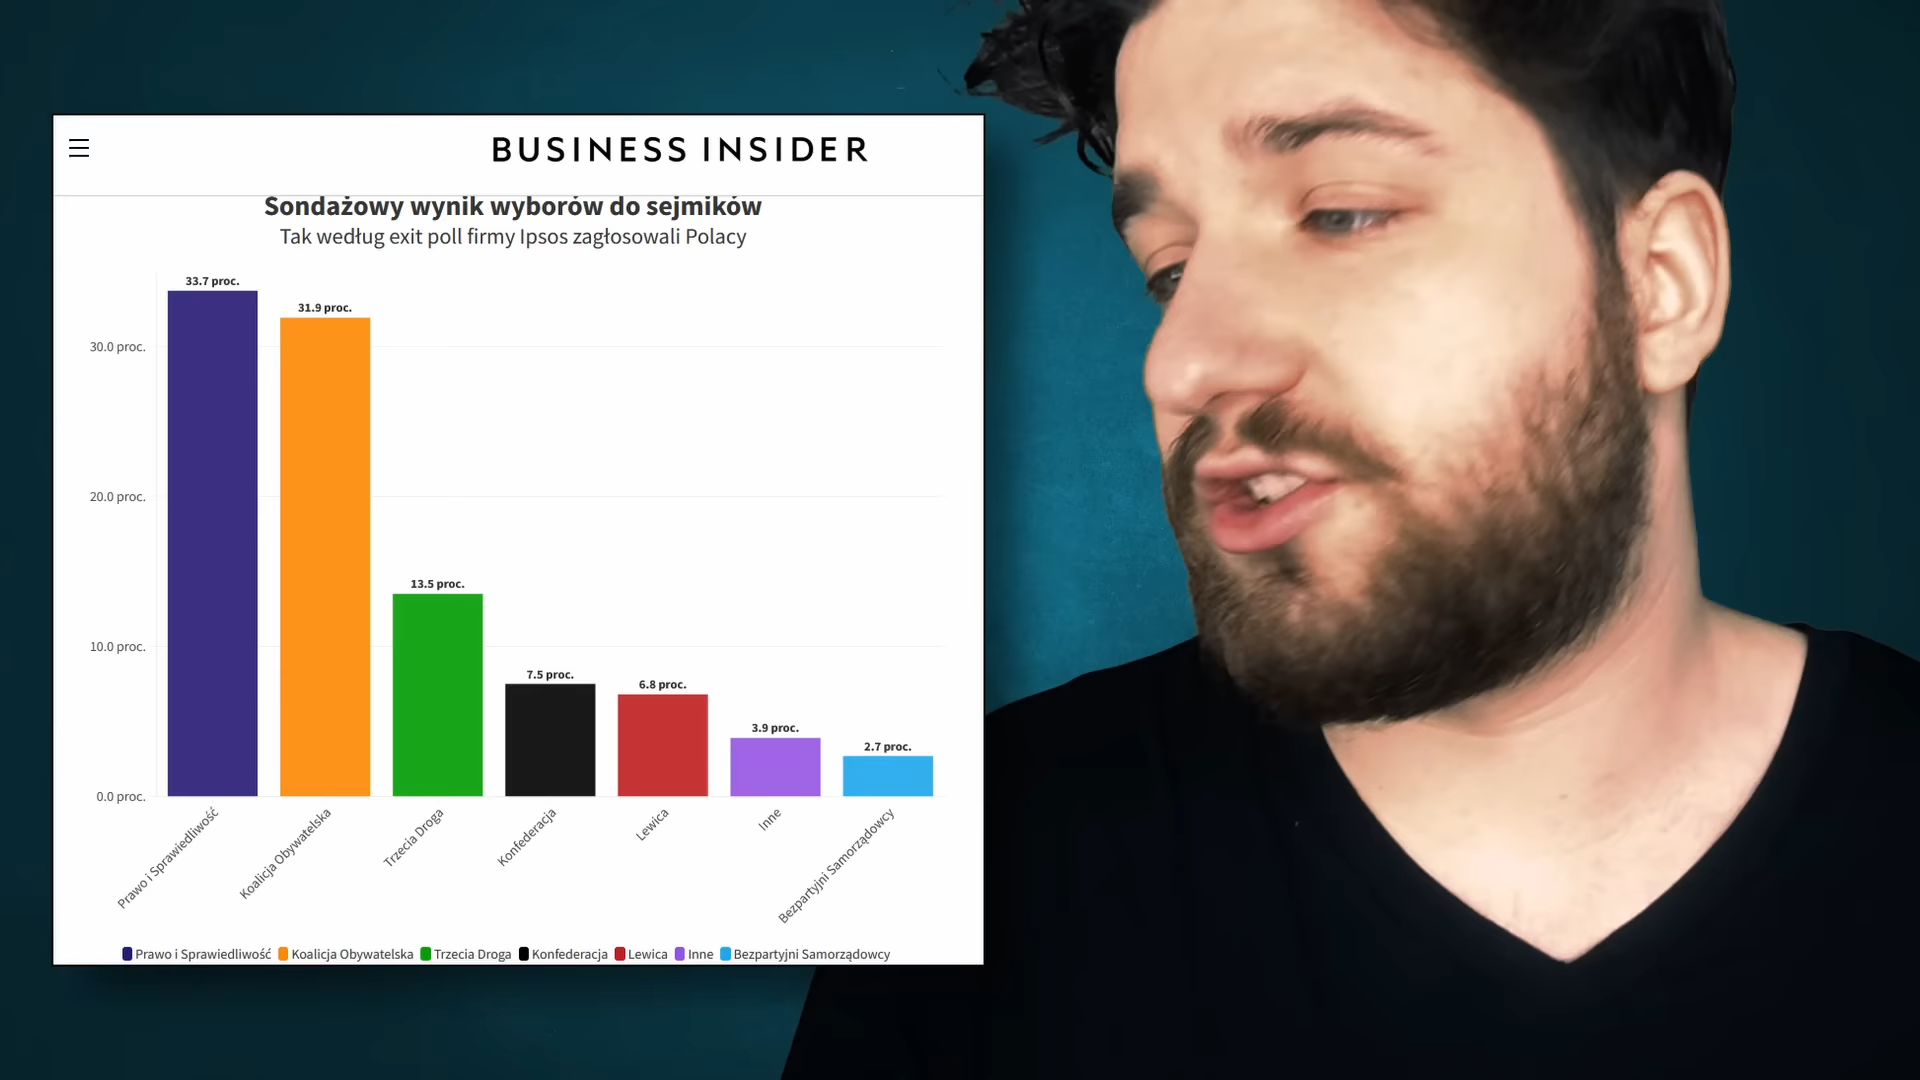 BUSINESS INSIDER
Sondażowy wynik wyborów do sejmików
Tak według exit poll firmy Ipsos zagłosowali Polacy
33.7 proc.
31.9 proc.
30.0 proc.
20.0 proc.
13.5 proc.
10.0 proc.
7.5 proc.
6.8 proc.
3.9 proc.
2.7 proc.
0.0 proc.
Prawo i Sprawiedliwość
Koalicja Obywatelska
Trzecia Droga
Konfederacja
Lewica
Inne
Bezpartyjni Samorządowcy
Prawo i Sprawiedliwość Koalicja Obywatelska Trzecia Droga Konfederacja Lewica Inne Bezpartyjni Samorządowcy